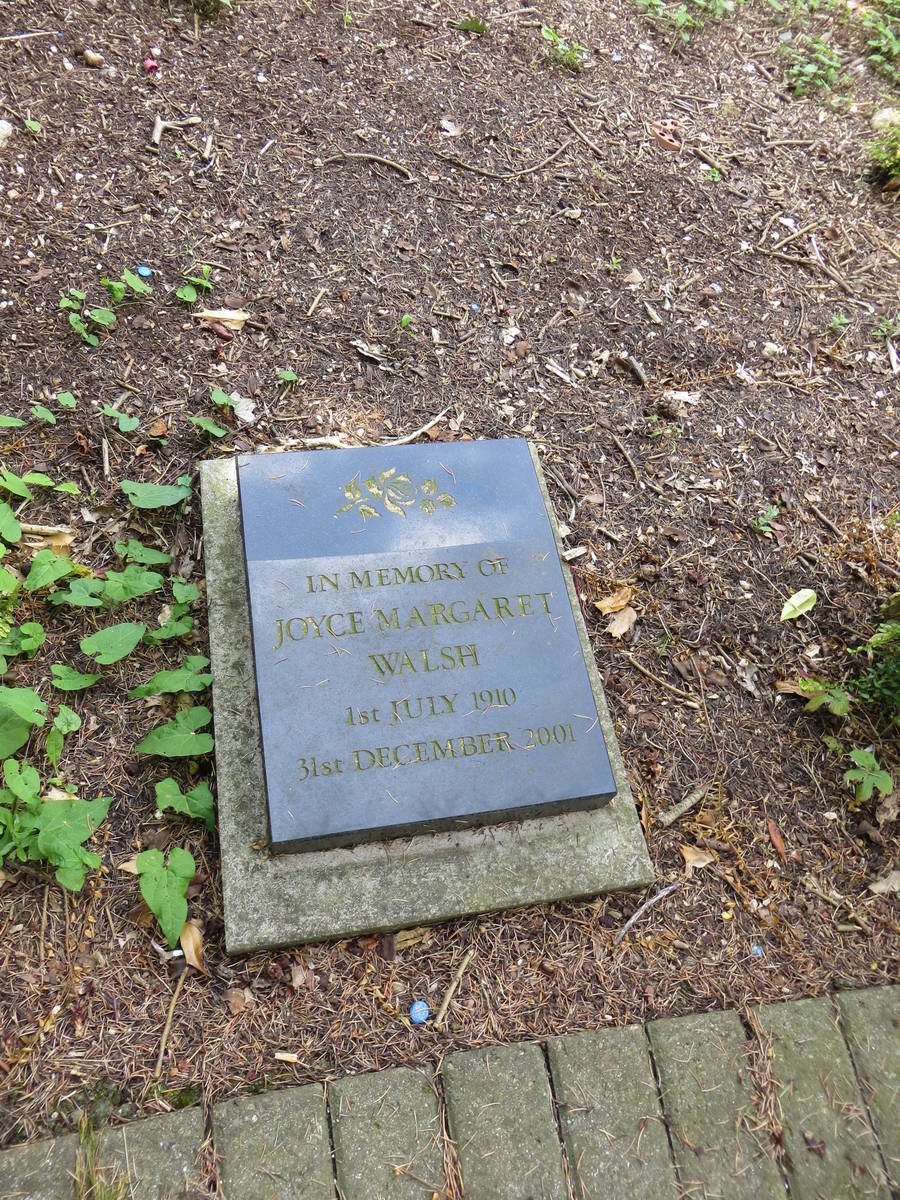 IN MEMORY OF
JOYCE MARGARET
WALSH
1st JULY 1910
31st DECEMBER 2001